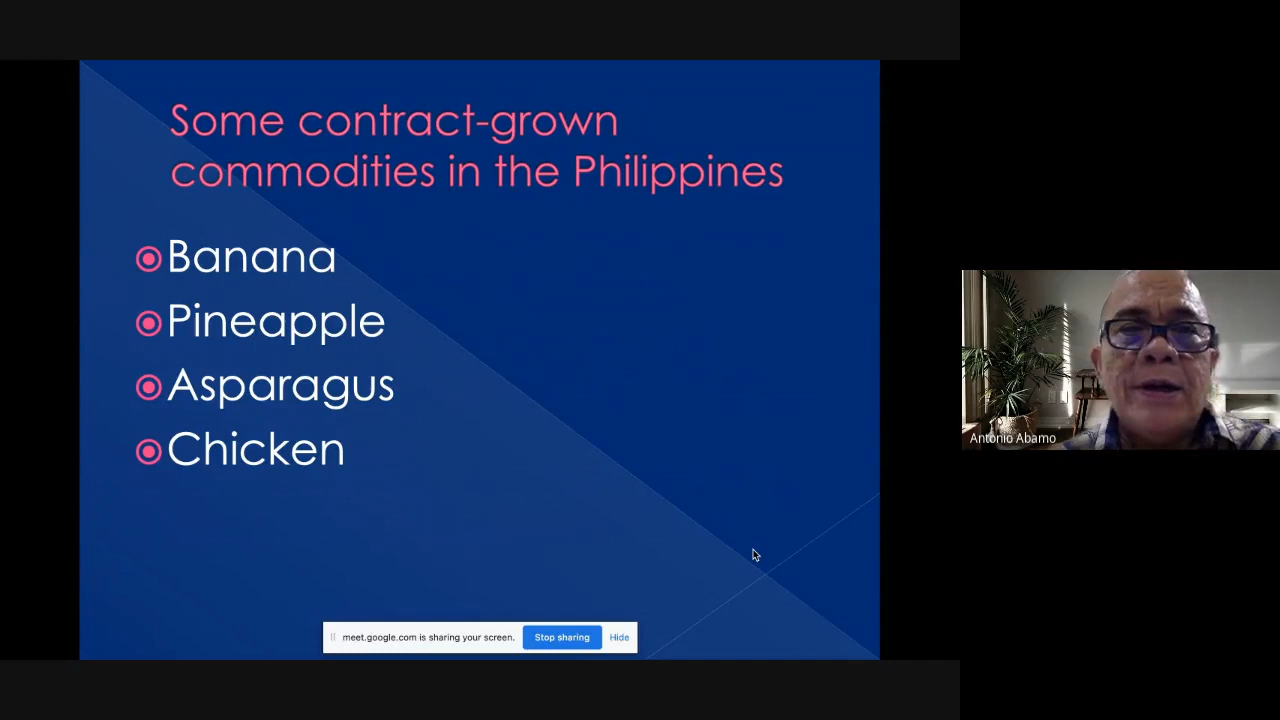 Some contract-grown
commodities in the Philippines
Banana
Pineapple
Asparagus
Chicken
Antonio Abamo
meet.google.com is sharing your screen. Stop sharing Hide